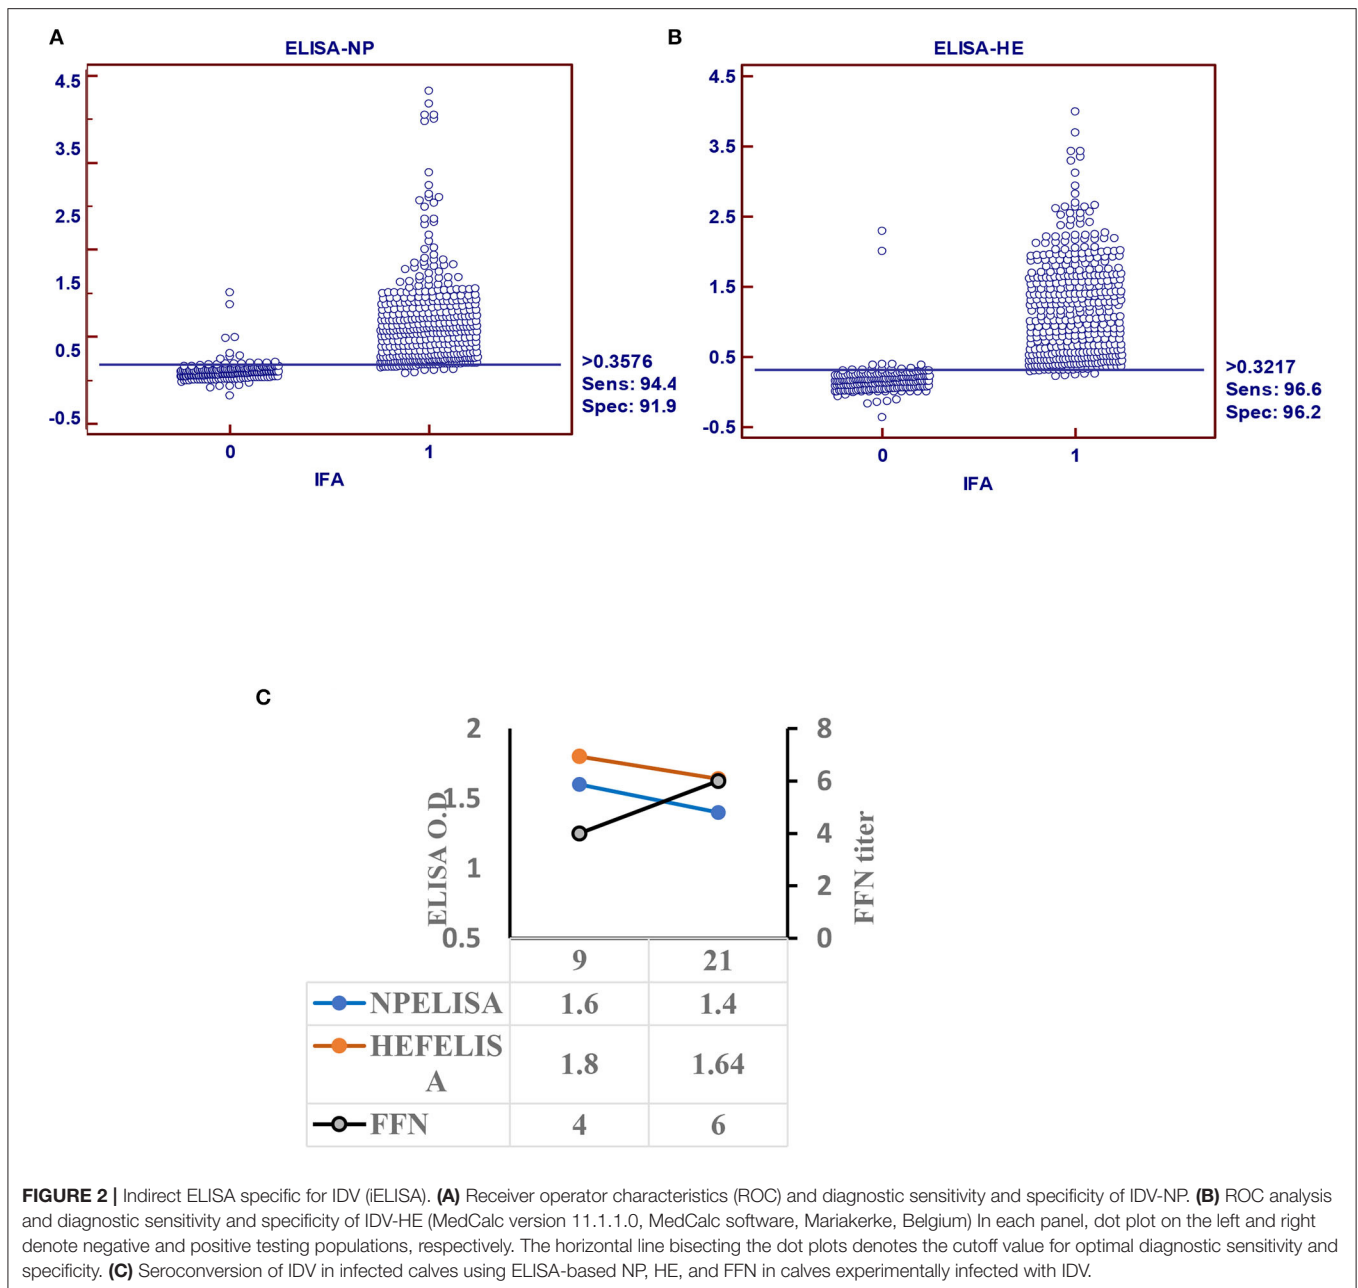 A
ELISA-NP
4.5
3.5
2.5
1.5
0.5
-0.5
0
1
IFA
>0.3576
Sens: 94.4
Spec: 91.9
B
ELISA-HE
4.5
3.5
2.5
1.5
0.5
-0.5
0
1
IFA
>0.3217
Sens: 96.6
Spec: 96.2
C
2
1.5
1
0.5
ELISA O.D
8
6
4
2
0
FFN titer
9 21
NPELISA 1.6 1.4
HEFELIS
A 1.8 1.64
FFN 4 6
FIGURE 2 | Indirect ELISA specific for IDV (iELISA). (A) Receiver operator characteristics (ROC) and diagnostic sensitivity and specificity of IDV-NP. (B) ROC analysis
and diagnostic sensitivity and specificity of IDV-HE (MedCalc version 11.1.1.0, MedCalc software, Mariakerke, Belgium) In each panel, dot plot on the left and right
denote negative and positive testing populations, respectively. The horizontal line bisecting the dot plots denotes the cutoff value for optimal diagnostic sensitivity and
specificity. (C) Seroconversion of IDV in infected calves using ELISA-based NP, HE, and FFN in calves experimentally infected with IDV.